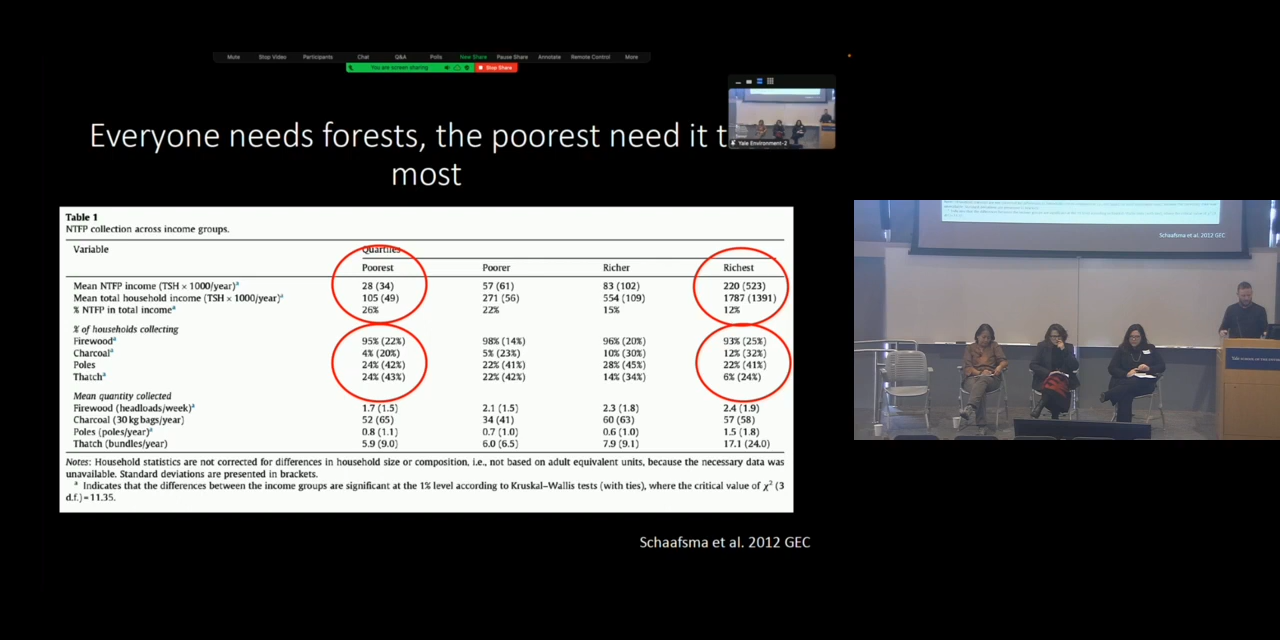 Mute Stop Video Participants Chat Q&A Polls New Share Pause Share Annotate Remote Control More
You are screen sharing Stop Share
Everyone needs forests, the poorest need it t
most
Yale Environment-2
Table 1
NTFP collection across income groups.
Variable Quartiles
Poorest Poorer Richer Richest
Mean NTFP income (TSH × 1000/year)ª 28 (34) 57 (61) 83 (102) 220 (523)
Mean total household income (TSH × 1000/year)ª 105 (49) 271 (56) 554 (109) 1787 (1391)
% NTFP in total incomeª 26% 22% 15% 12%
% of households collecting
Firewoodª 95% (22%) 98% (14%) 96% (20%) 93% (25%)
Charcoalª 4% (20%) 5% (23%) 10% (30%) 12% (32%)
Poles 24% (42%) 22% (41%) 28% (45%) 22% (41%)
Thatchª 24% (43%) 22% (42%) 14% (34%) 6% (24%)
Mean quantity collected
Firewood (headloads/week)ª 1.7 (1.5) 2.1 (1.5) 2.3 (1.8) 2.4 (1.9)
Charcoal (30 kg bags/year) 52 (65) 34 (41) 60 (63) 57 (58)
Poles (poles/year)ª 0.8 (1.1) 0.7 (1.0) 0.6 (1.0) 1.5 (1.8)
Thatch (bundles/year) 5.9 (9.0) 6.0 (6.5) 7.9 (9.1) 17.1 (24.0)
Notes: Household statistics are not corrected for differences in household size or composition, i.e., not based on adult equivalent units, because the necessary data was
unavailable. Standard deviations are presented in brackets.
ª Indicates that the differences between the income groups are significant at the 1% level according to Kruskal–Wallis tests (with ties), where the critical value of χ² (3
d.f.) = 11.35.
Schaafsma et al. 2012 GEC
Schaafsma et al. 2012 GEC